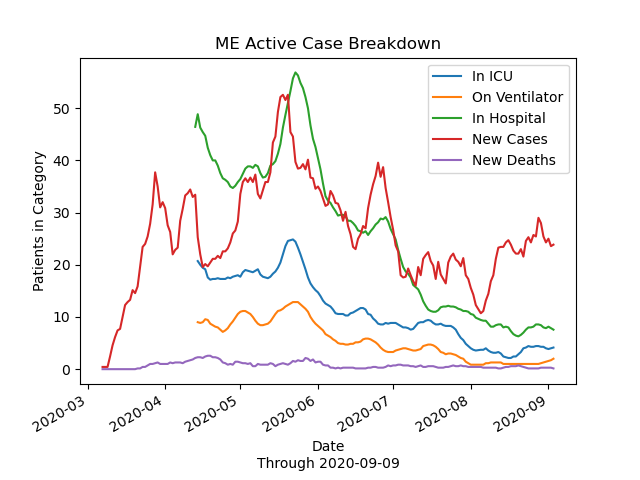 ME Active Case Breakdown
In ICU
On Ventilator
In Hospital
New Cases
New Deaths
Patients in Category
50
40
30
20
10
0
2020-03
2020-04
2020-05
2020-06
2020-07
2020-08
2020-09
Date
Through 2020-09-09